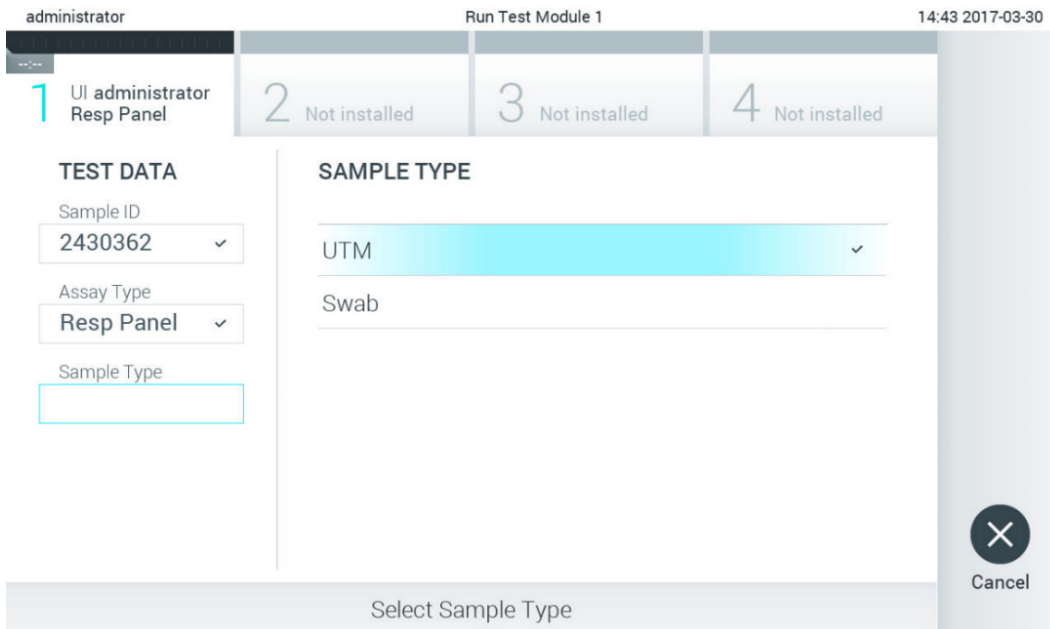 administrator Run Test Module 1 14:43 2017-03-30
--:--
1 UI administrator
Resp Panel
2 Not installed
3 Not installed
4 Not installed
TEST DATA
Sample ID
2430362
Assay Type
Resp Panel
Sample Type
SAMPLE TYPE
UTM
Swab
Cancel
Select Sample Type